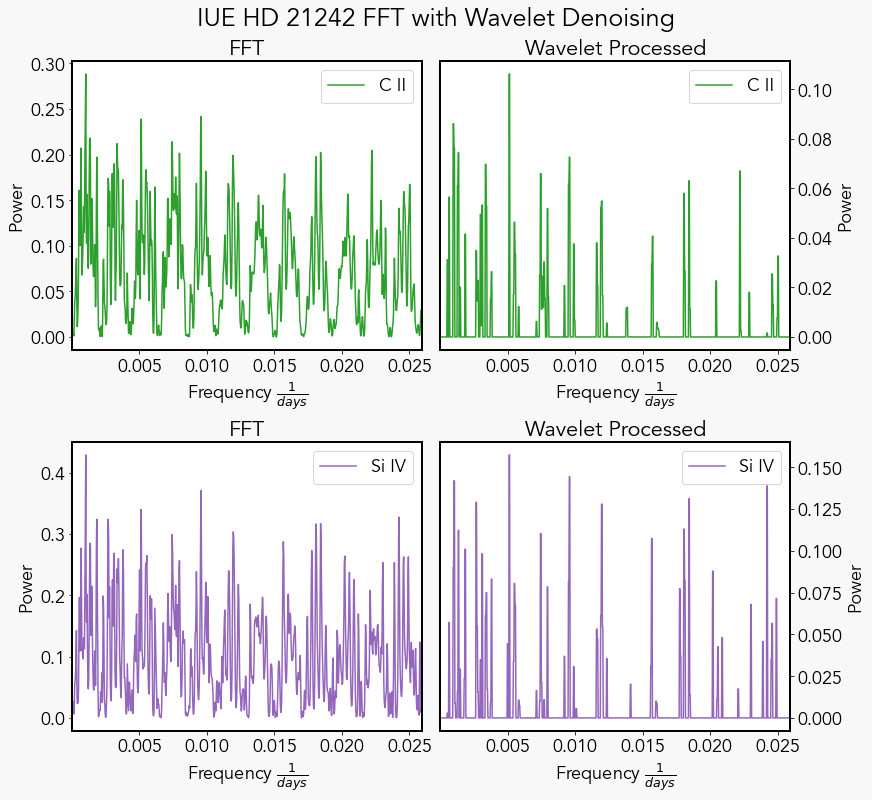 IUE HD 21242 FFT with Wavelet Denoising
FFT
Wavelet Processed
C II
C II
0.30
0.25
0.20
0.15
0.10
0.05
0.00
Power
0.10
0.08
0.06
0.04
0.02
0.00
Power
0.005 0.010 0.015 0.020 0.025
0.005 0.010 0.015 0.020 0.025
Frequency 1/days
Frequency 1/days
FFT
Wavelet Processed
Si IV
Si IV
0.4
0.3
0.2
0.1
0.0
Power
0.150
0.125
0.100
0.075
0.050
0.025
0.000
Power
0.005 0.010 0.015 0.020 0.025
0.005 0.010 0.015 0.020 0.025
Frequency 1/days
Frequency 1/days